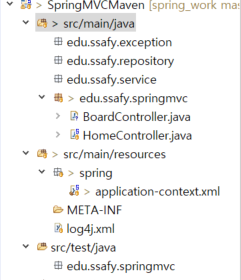 > SpringMVCMaven [spring_work mas
> src/main/java
edu.ssafy.exception
edu.ssafy.repository
edu.ssafy.service
> edu.ssafy.springmvc
> BoardController.java
> HomeController.java
> src/main/resources
> spring
> application-context.xml
META-INF
log4j.xml
src/test/java
edu.ssafy.springmvc